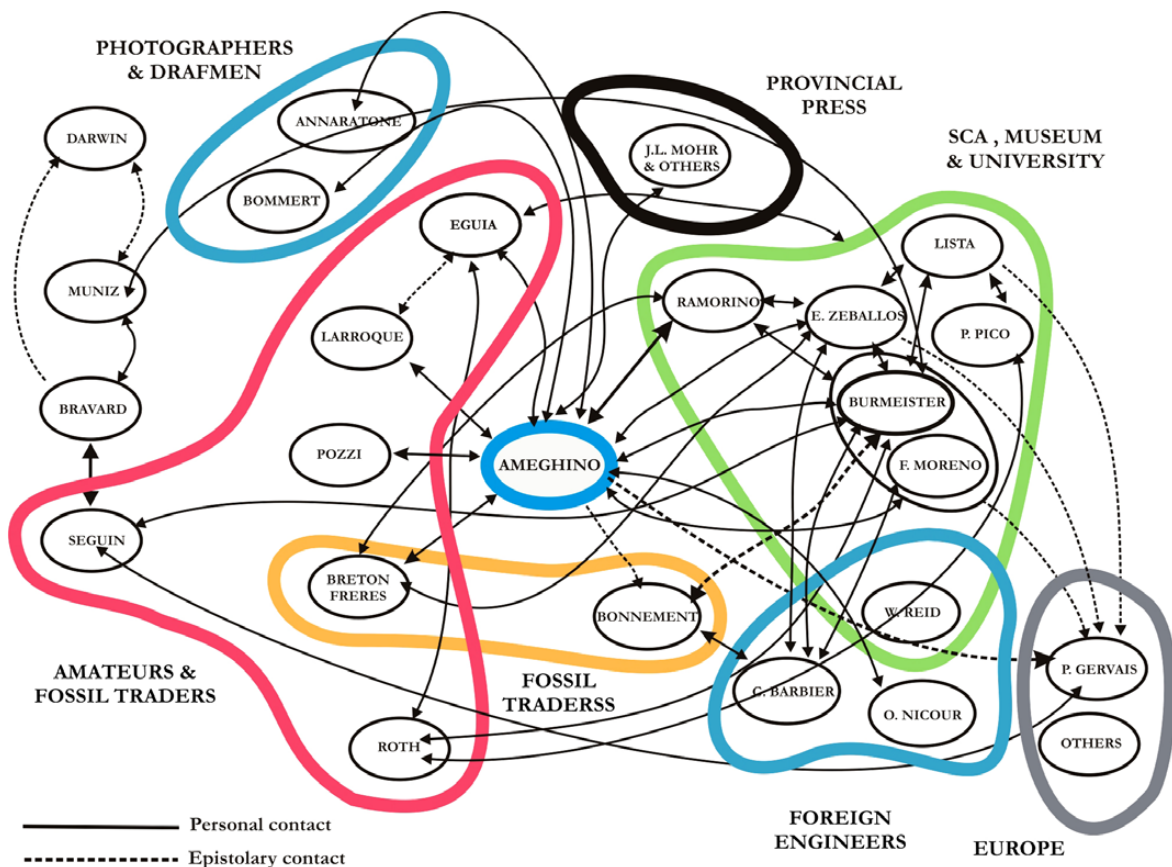 PHOTOGRAPHERS
& DRAFMEN
PROVINCIAL
PRESS
SCA , MUSEUM
& UNIVERSITY
DARWIN
ANNARATONE
J.L. MOHR
& OTHERS
BOMMERT
EGUIA
LISTA
MUNIZ
RAMORINO
E. ZEBALLOS
LARROQUE
P. PICO
BRAVARD
BURMEISTER
POZZI
AMEGHINO
F. MORENO
SEGUIN
BRETON
FRERES
BONNEMENT
W. REID
AMATEURS &
FOSSIL TRADERS
FOSSIL
TRADERSS
C. BARBIER
P. GERVAIS
O. NICOUR
ROTH
OTHERS
FOREIGN
ENGINEERS
EUROPE
Personal contact
Epistolary contact